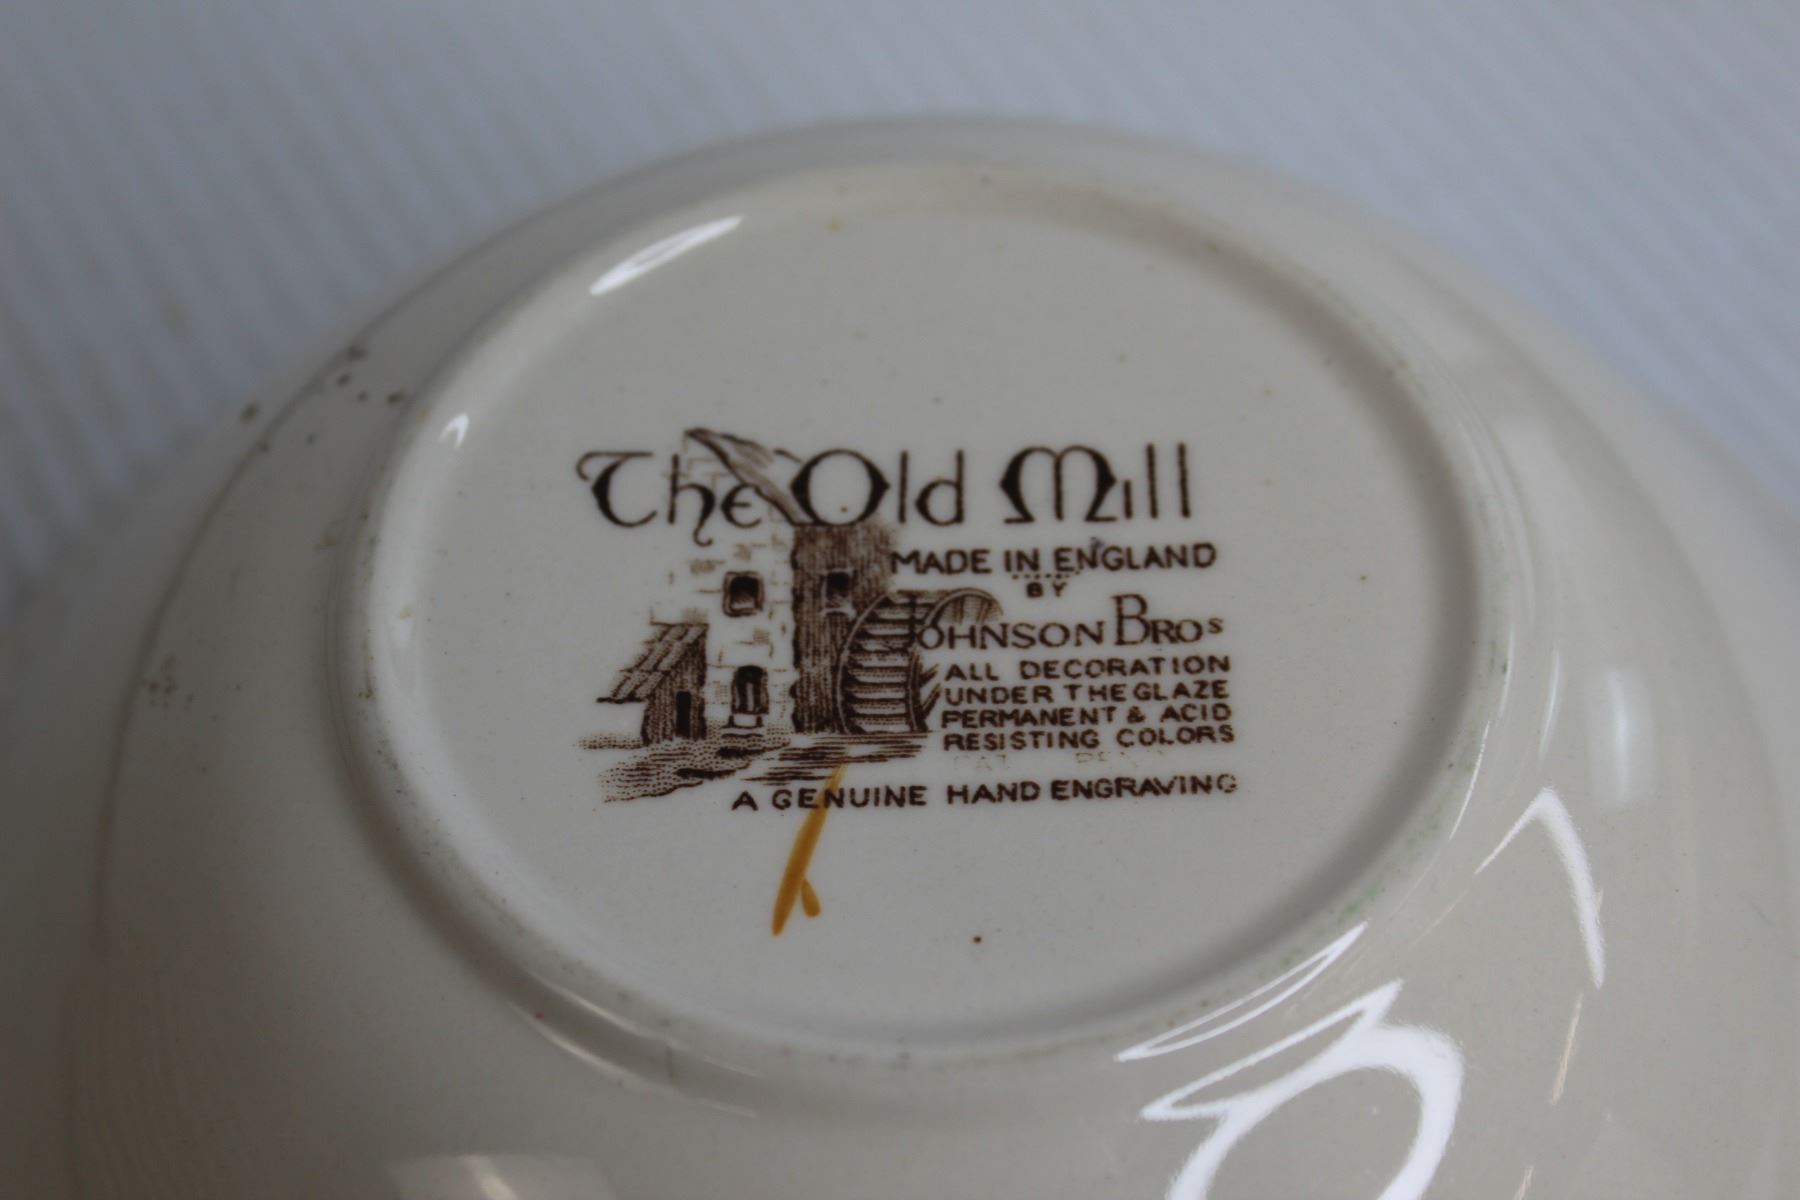 The Old Mill
MADE IN ENGLAND
BY
JOHNSON BROS
ALL DECORATION
UNDER THE GLAZE
PERMANENT & ACID
RESISTING COLORS
A GENUINE HAND ENGRAVING